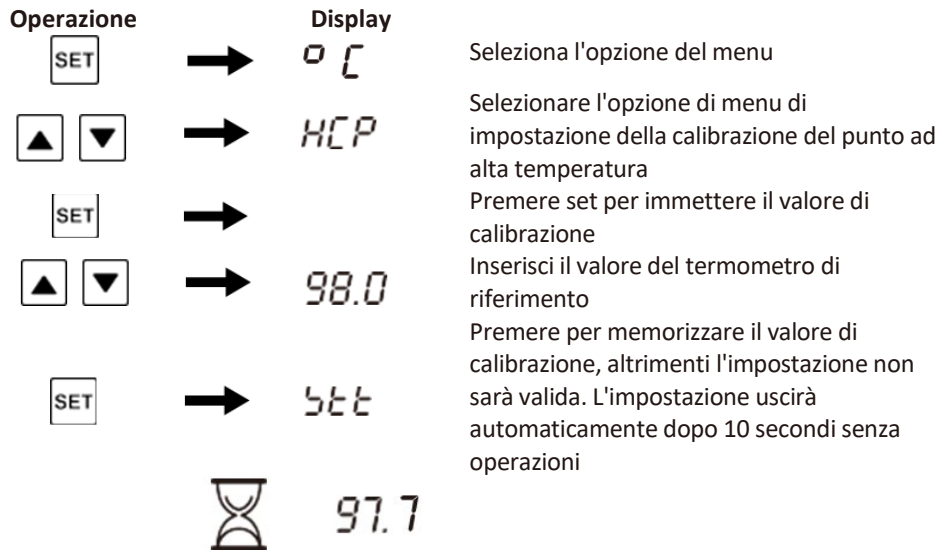 Operazione Display
SET ° C Seleziona l'opzione del menu
Selezionare l'opzione di menu di
HCP impostazione della calibrazione del punto ad
alta temperatura
SET Premere set per immettere il valore di
calibrazione
98.0 Inserisci il valore del termometro di
riferimento
Premere per memorizzare il valore di
calibrazione, altrimenti l'impostazione non
SET Stt sarà valida. L'impostazione uscirà
automaticamente dopo 10 secondi senza
operazioni
97.7